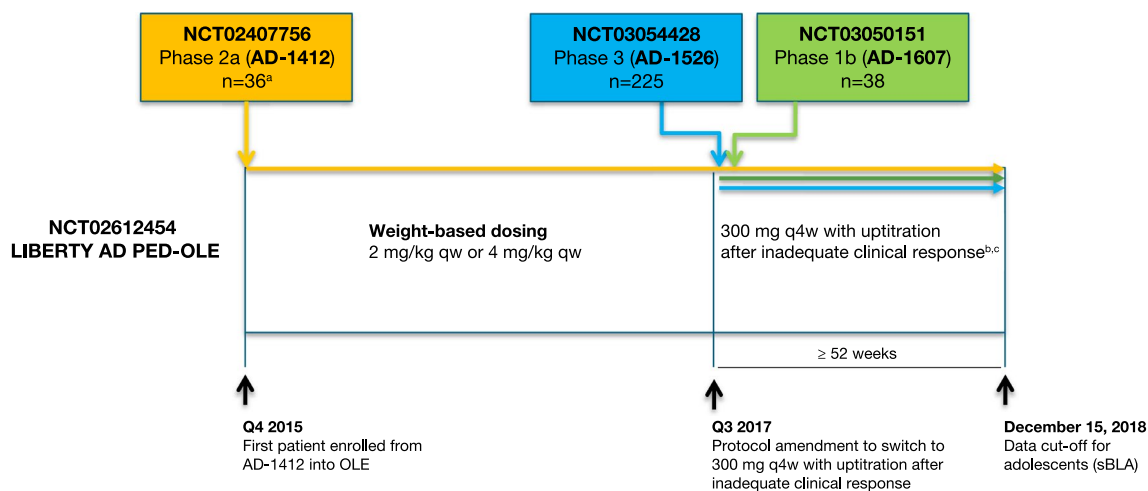 NCT02407756
Phase 2a (AD-1412)
n=36a
NCT03054428
Phase 3 (AD-1526)
n=225
NCT03050151
Phase 1b (AD-1607)
n=38
NCT02612454
LIBERTY AD PED-OLE
Weight-based dosing
2 mg/kg qw or 4 mg/kg qw
300 mg q4w with uptitration
after inadequate clinical responseb,c
≥ 52 weeks
Q4 2015
First patient enrolled from
AD-1412 into OLE
Q3 2017
Protocol amendment to switch to
300 mg q4w with uptitration after
inadequate clinical response
December 15, 2018
Data cut-off for
adolescents (sBLA)